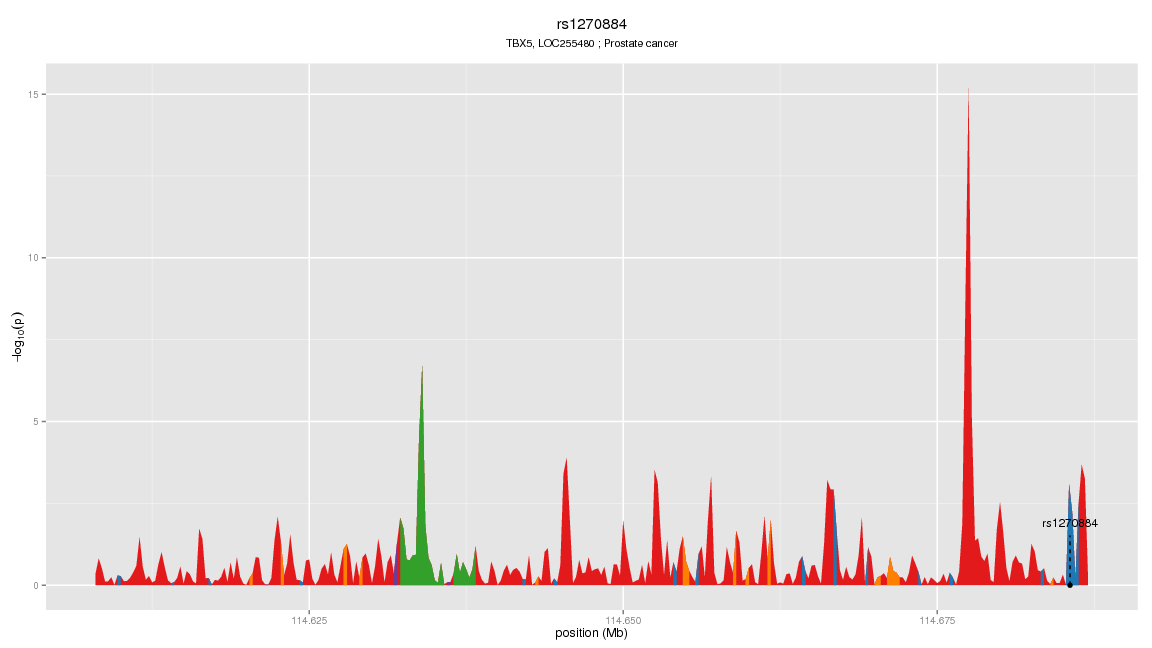 rs1270884
TBX5, LOC255480 ; Prostate cancer
15
10
5
0
−log10(p)
rs1270884
114.625
114.650
114.675
position (Mb)